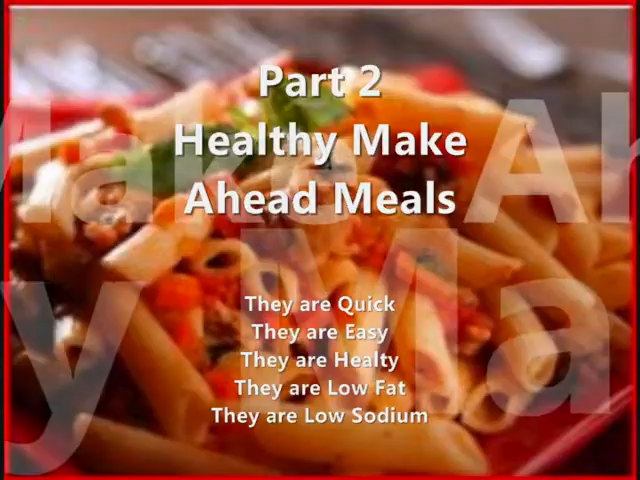 Part 2
Healthy Make
Ahead Meals
They are Quick
They are Easy
They are Healty
They are Low Fat
They are Low Sodium